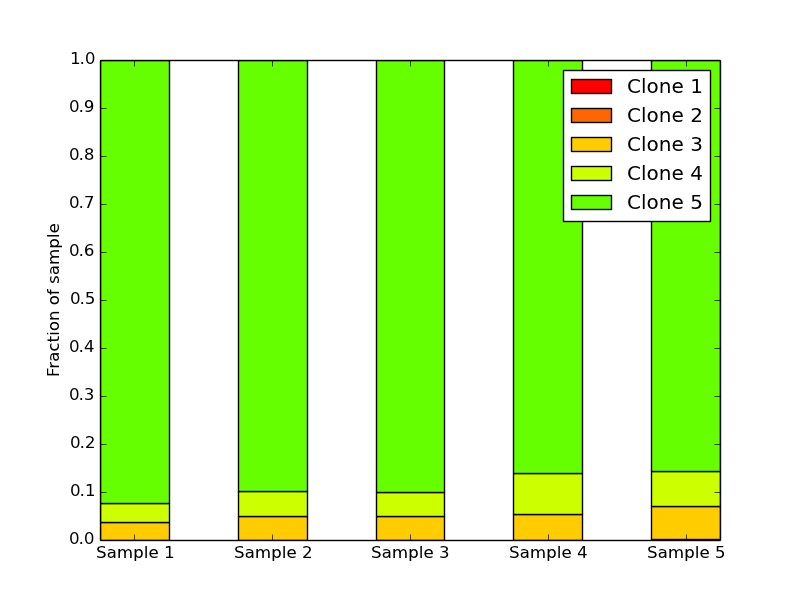 1.0
0.9
0.8
0.7
0.6
0.5
0.4
0.3
0.2
0.1
0.0
Fraction of sample
Sample 1 Sample 2 Sample 3 Sample 4 Sample 5
Clone 1
Clone 2
Clone 3
Clone 4
Clone 5